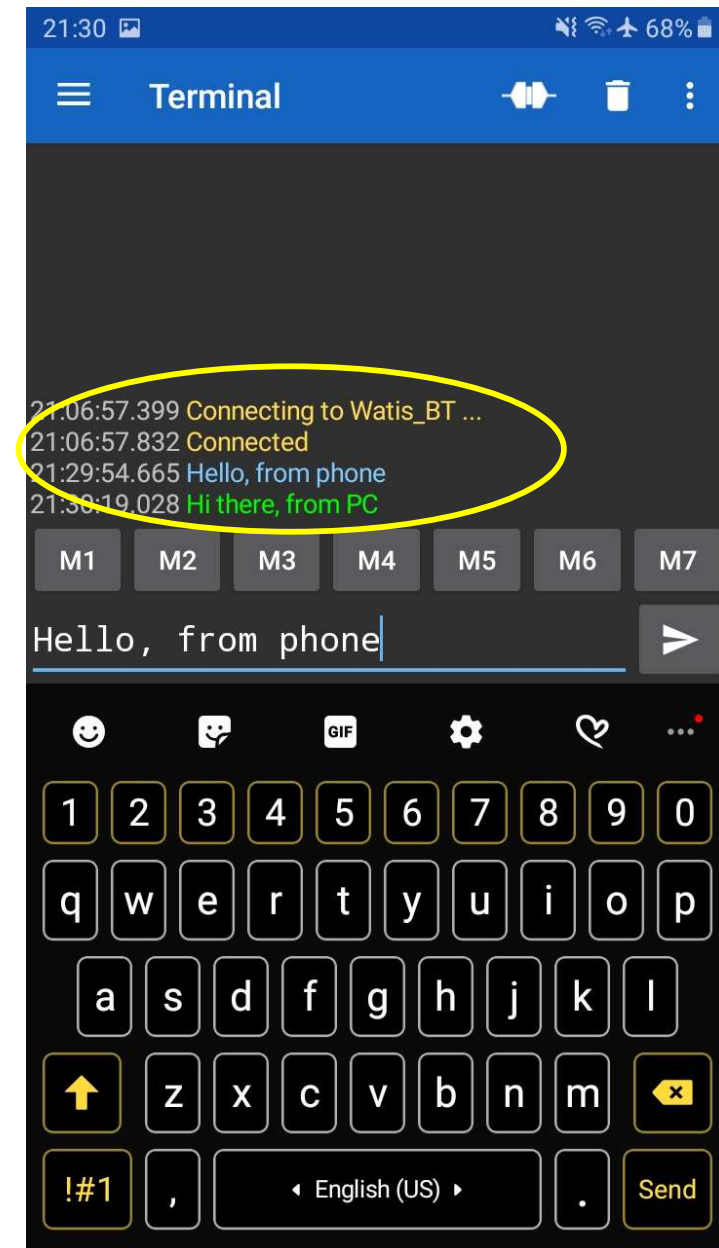 21:30 68%
Terminal
21:06:57.399 Connecting to Watis_BT ...
21:06:57.832 Connected
21:29:54.665 Hello, from phone
21:30:19.028 Hi there, from PC
M1 M2 M3 M4 M5 M6 M7
Hello, from phone
GIF
1 2 3 4 5 6 7 8 9 0
q w e r t y u i o p
a s d f g h j k l
z x c v b n m
!#1 , English (US) . Send